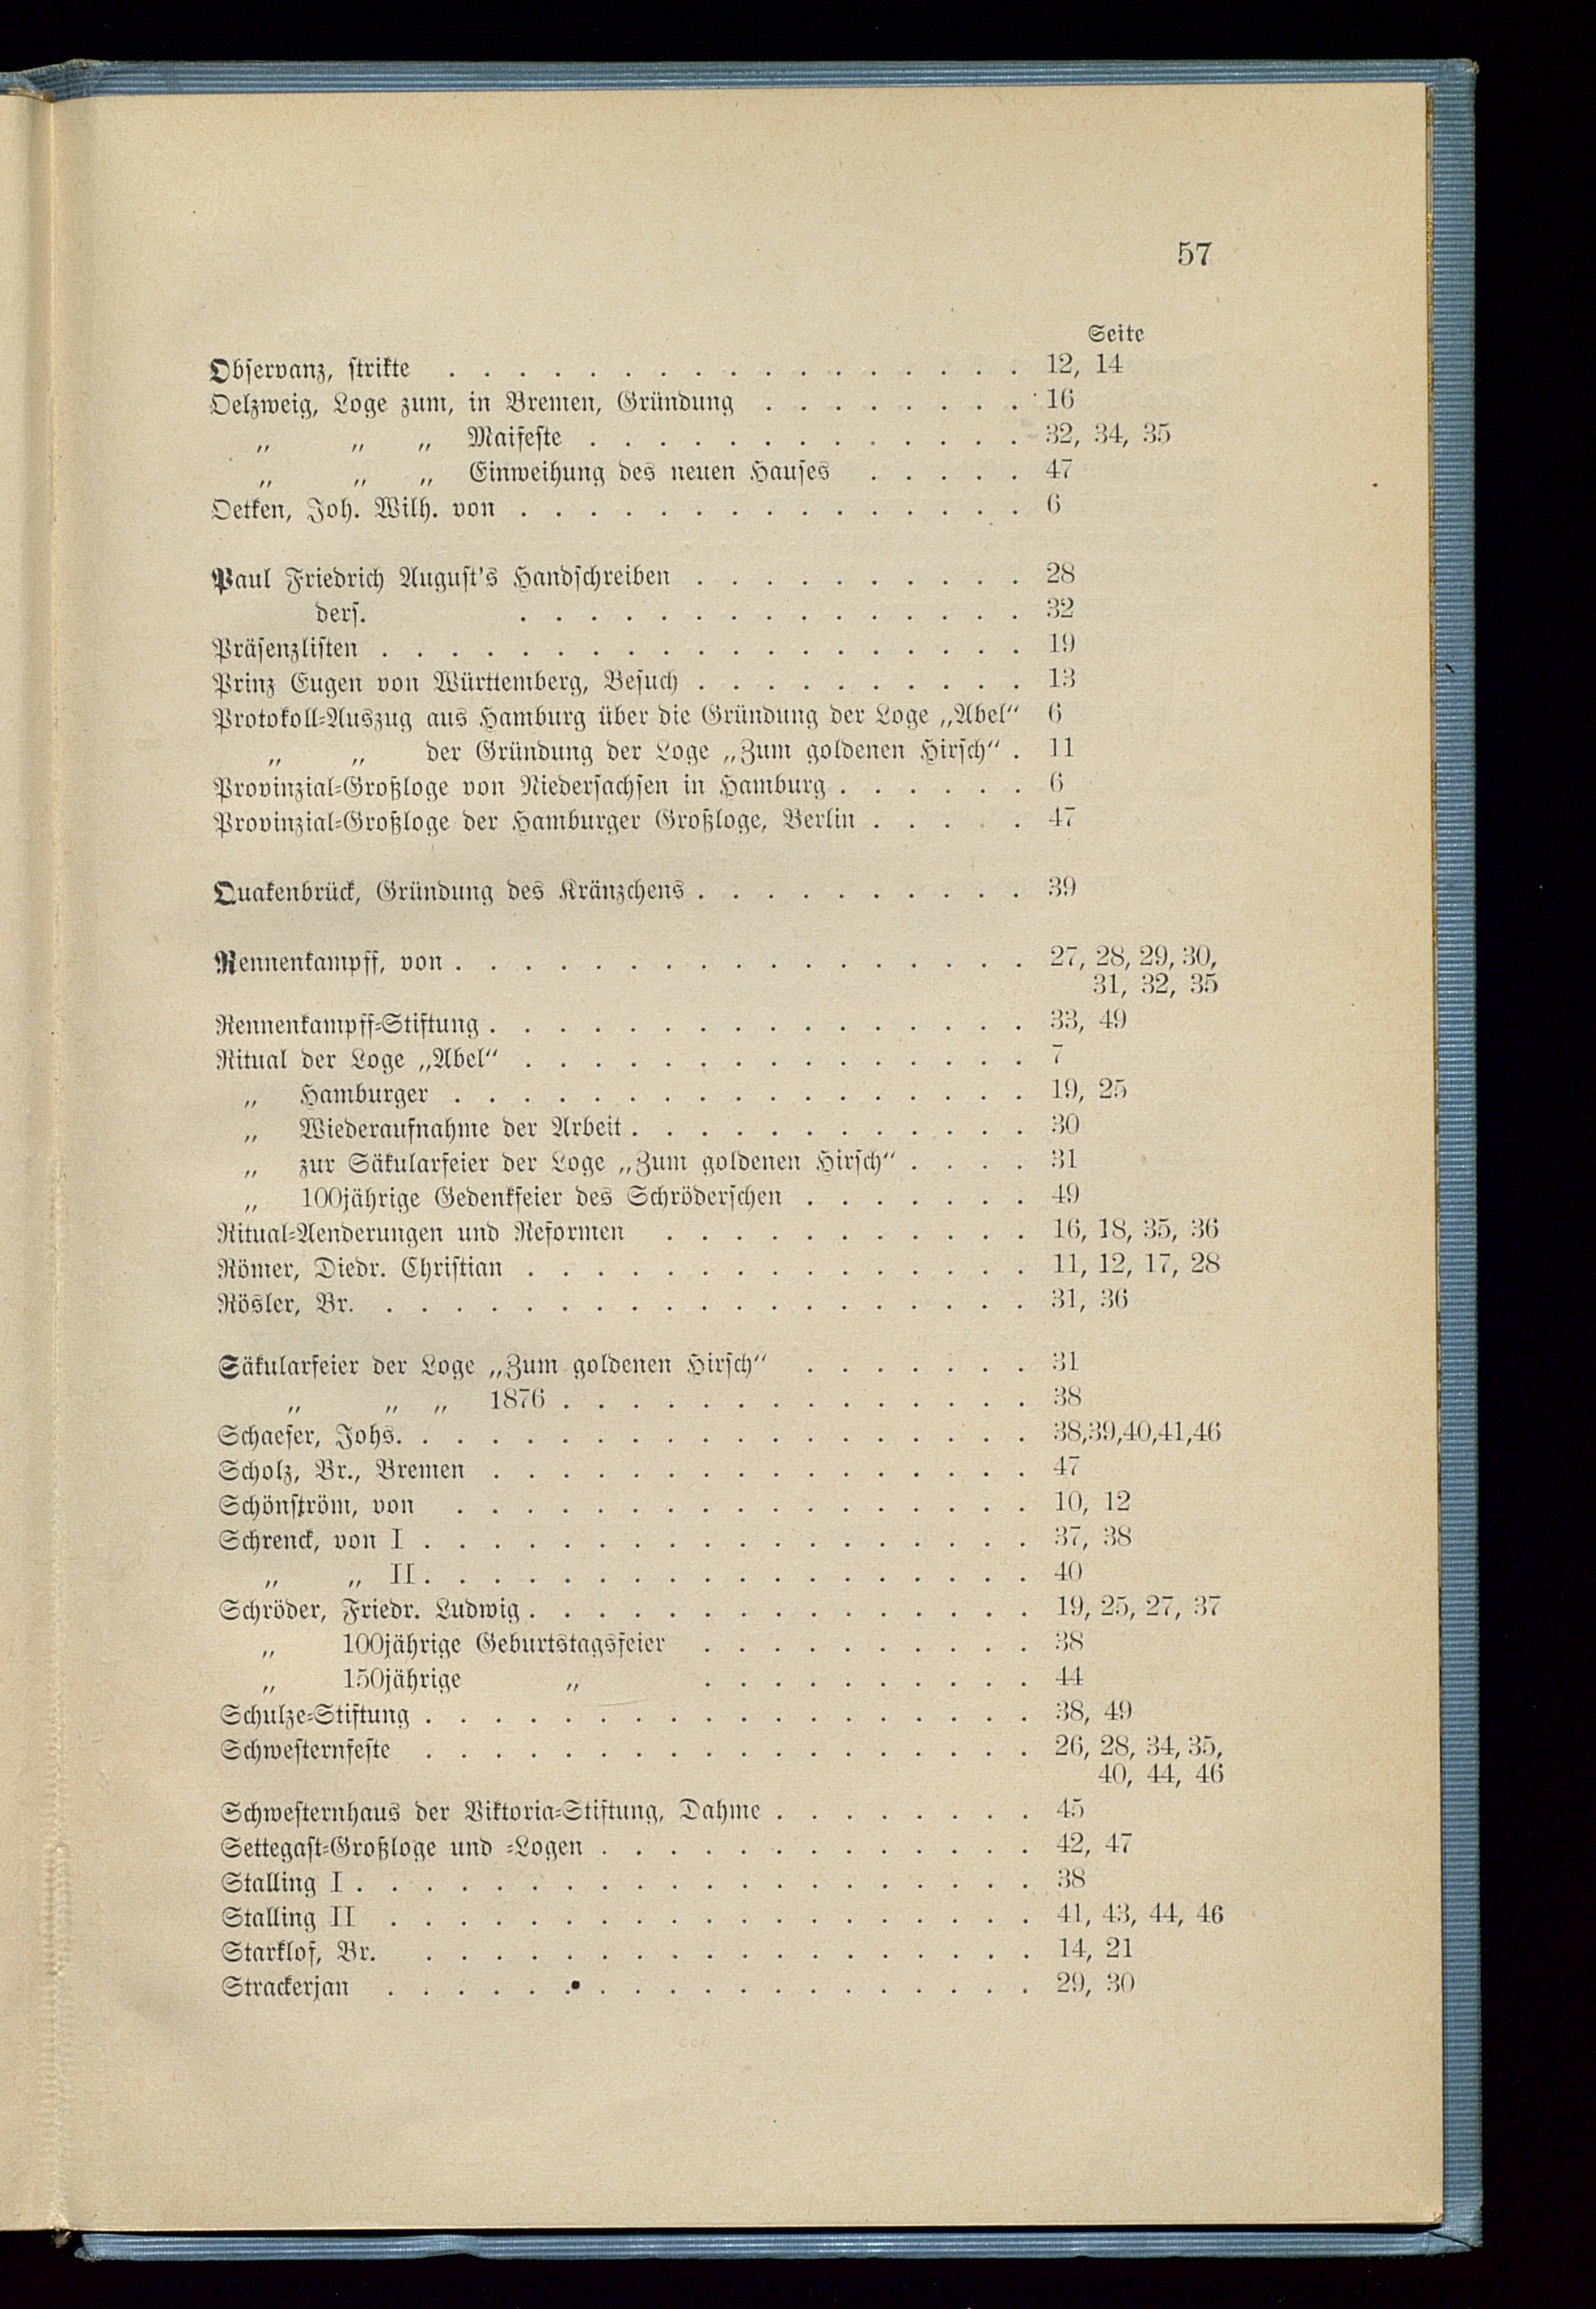 57
Seite
Observanz, strikte . . . . . . . . . . . . . . . . . 12, 14
Oelzweig, Loge zum, in Bremen, Gründung . . . . . . . . 16
„ „ „ Maifeste . . . . . . . . . . . . . 32, 34, 35
„ „ „ Einweihung des neuen Hauses . . . . . 47
Oetken, Joh. Wilh. von . . . . . . . . . . . . . . . 6
Paul Friedrich August's Handschreiben . . . . . . . . . . 28
ders. . . . . . . . . . . . . . . . 32
Präsenzlisten . . . . . . . . . . . . . . . . . . . 19
Prinz Eugen von Württemberg, Besuch . . . . . . . . . . 13
Protokoll-Auszug aus Hamburg über die Gründung der Loge „Abel“ 6
„ „ der Gründung der Loge „Zum goldenen Hirsch“ . 11
Provinzial-Großloge von Niedersachsen in Hamburg . . . . . . 6
Provinzial-Großloge der Hamburger Großloge, Berlin . . . . . 47
Quakenbrück, Gründung des Kränzchens . . . . . . . . . . 39
Rennenkampff, von . . . . . . . . . . . . . . . . . 27, 28, 29, 30,
31, 32, 35
Rennenkampff-Stiftung . . . . . . . . . . . . . . . . 33, 49
Ritual der Loge „Abel“ . . . . . . . . . . . . . . . 7
„ Hamburger . . . . . . . . . . . . . . . . . 19, 25
„ Wiederaufnahme der Arbeit . . . . . . . . . . . . 30
„ zur Säkularfeier der Loge „Zum goldenen Hirsch“ . . . . 31
„ 100jährige Gedenkfeier des Schröderschen . . . . . . . 49
Ritual-Aenderungen und Reformen . . . . . . . . . . . 16, 18, 35, 36
Römer, Diedr. Christian . . . . . . . . . . . . . . . 11, 12, 17, 28
Rösler, Br. . . . . . . . . . . . . . . . . . . . 31, 36
Säkularfeier der Loge „Zum goldenen Hirsch“ . . . . . . . 31
„ „ „ 1876 . . . . . . . . . . . . . . 38
Schaefer, Johs. . . . . . . . . . . . . . . . . . . 38,39,40,41,46
Scholz, Br., Bremen . . . . . . . . . . . . . . . . 47
Schönström, von . . . . . . . . . . . . . . . . . 10, 12
Schrenck, von I . . . . . . . . . . . . . . . . . . 37, 38
„ „ II . . . . . . . . . . . . . . . . . . 40
Schröder, Friedr. Ludwig . . . . . . . . . . . . . . . 19, 25, 27, 37
„ 100jährige Geburtstagsfeier . . . . . . . . . . 38
„ 150jährige „ . . . . . . . . . . 44
Schulze-Stiftung . . . . . . . . . . . . . . . . . . 38, 49
Schwesternfeste . . . . . . . . . . . . . . . . . . 26, 28, 34, 35,
40, 44, 46
Schwesternhaus der Viktoria-Stiftung, Dahme . . . . . . . . 45
Settegast-Großloge und -Logen . . . . . . . . . . . . . 42, 47
Stalling I . . . . . . . . . . . . . . . . . . . . 38
Stalling II . . . . . . . . . . . . . . . . . . . 41, 43, 44, 46
Starklof, Br. . . . . . . . . . . . . . . . . . . 14, 21
Strackerjan . . . . . . . . . . . . . . . . . . . 29, 30